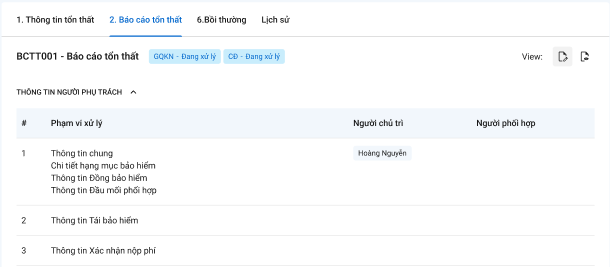 1. Thông tin tổn thất 2. Báo cáo tổn thất 6.Bồi thường Lịch sử
BCTT001 - Báo cáo tổn thất GQKN - Đang xử lý CĐ - Đang xử lý View:
THÔNG TIN NGƯỜI PHỤ TRÁCH
# Phạm vi xử lý Người chủ trì Người phối hợp
1 Thông tin chung Hoàng Nguyễn
Chi tiết hạng mục bảo hiểm
Thông tin Đồng bảo hiểm
Thông tin Đầu mối phối hợp
2 Thông tin Tái bảo hiểm
3 Thông tin Xác nhận nộp phí